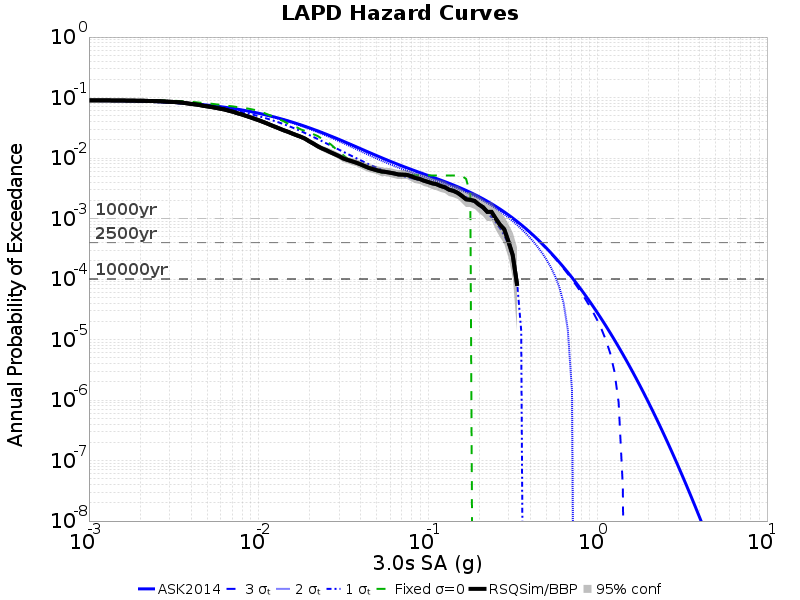 LAPD Hazard Curves
Annual Probability of Exceedance
10^0
10^-1
10^-2
10^-3
10^-4
10^-5
10^-6
10^-7
10^-8
1000yr
2500yr
10000yr
10^-3 10^-2 10^-1 10^0 10^1
3.0s SA (g)
ASK2014 3 σₜ 2 σₜ 1 σₜ Fixed σ=0 RSQSim/BBP 95% conf